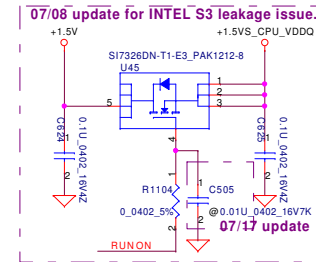 07/08 update for INTEL S3 leakage issue.
+1.5V
+1.5VS_CPU_VDDQ
SI7326DN-T1-E3_PAK1212-8
U45
5
1
2
3
4
C624
0.1U_0402_16V4Z
1
2
C625
0.1U_0402_16V4Z
1
2
R1104
0_0402_5%
1
2
C505
@0.01U_0402_16V7K
1
2
07/17 update
RUNON